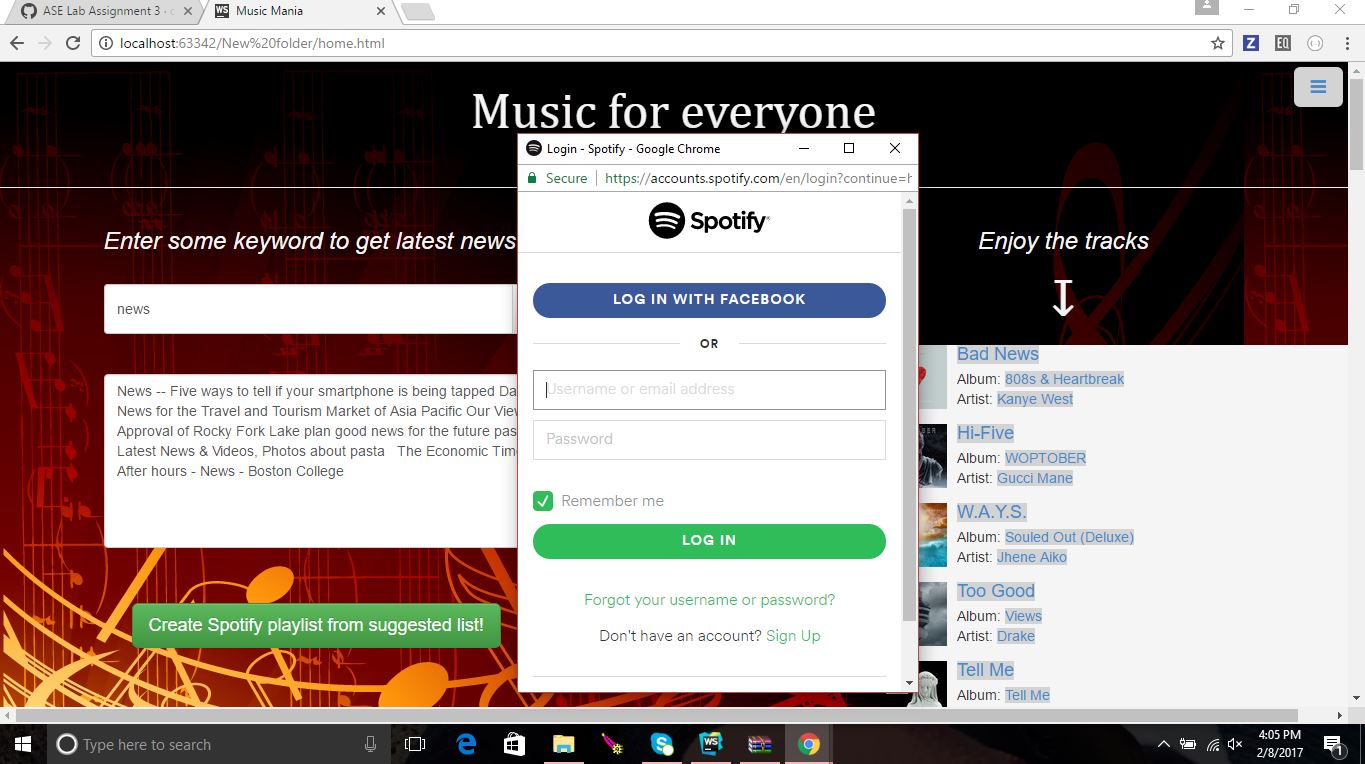 ASE Lab Assignment 3 ·
Music Mania
localhost:63342/New%20folder/home.html
Music for everyone
Login - Spotify - Google Chrome
Secure
https://accounts.spotify.com/en/login?continue=h
Spotify
Enter some keyword to get latest news
Enjoy the tracks
news
LOG IN WITH FACEBOOK
OR
Username or email address
Password
Remember me
LOG IN
Forgot your username or password?
Don't have an account? Sign Up
News -- Five ways to tell if your smartphone is being tapped Da
News for the Travel and Tourism Market of Asia Pacific Our View
Approval of Rocky Fork Lake plan good news for the future pas
Latest News & Videos, Photos about pasta The Economic Time
After hours - News - Boston College
Create Spotify playlist from suggested list!
Bad News
Album: 808s & Heartbreak
Artist: Kanye West
Hi-Five
Album: WOPTOBER
Artist: Gucci Mane
W.A.Y.S.
Album: Souled Out (Deluxe)
Artist: Jhene Aiko
Too Good
Album: Views
Artist: Drake
Tell Me
Album: Tell Me
Type here to search
4:05 PM
2/8/2017
1